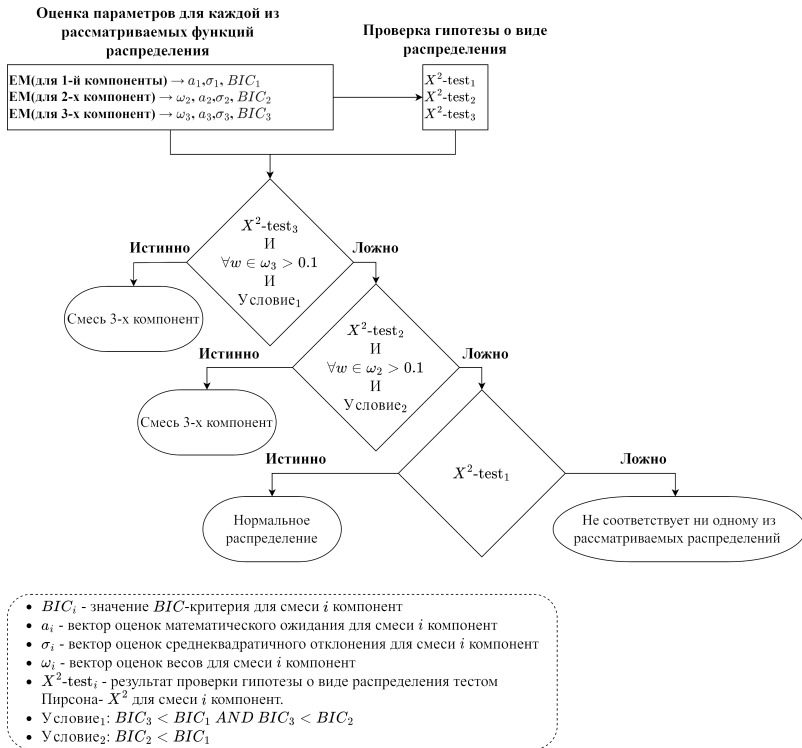 Оценка параметров для каждой из
рассматриваемых функций
распределения
Проверка гипотезы о виде
распределения
EM(для 1-й компоненты) → a₁,σ₁, BIC₁
EM(для 2-х компонент) → ω₂, a₂,σ₂, BIC₂
EM(для 3-х компонент) → ω₃, a₃,σ₃, BIC₃
X²-test₁
X²-test₂
X²-test₃
X²-test₃
И
∀w ∈ ω₃ > 0.1
И
Условие₁
Истинно
Ложно
Смесь 3-х компонент
X²-test₂
И
∀w ∈ ω₂ > 0.1
И
Условие₂
Истинно
Ложно
Смесь 3-х компонент
X²-test₁
Истинно
Ложно
Нормальное
распределение
Не соответствует ни одному из
рассматриваемых распределений
• BICᵢ - значение BIC-критерия для смеси i компонент
• aᵢ - вектор оценок математического ожидания для смеси i компонент
• σᵢ - вектор оценок среднеквадратичного отклонения для смеси i компонент
• ωᵢ - вектор оценок весов для смеси i компонент
• X²-testᵢ - результат проверки гипотезы о виде распределения тестом
Пирсона- X² для смеси i компонент.
• Условие₁: BIC₃ < BIC₁ AND BIC₃ < BIC₂
• Условие₂: BIC₂ < BIC₁